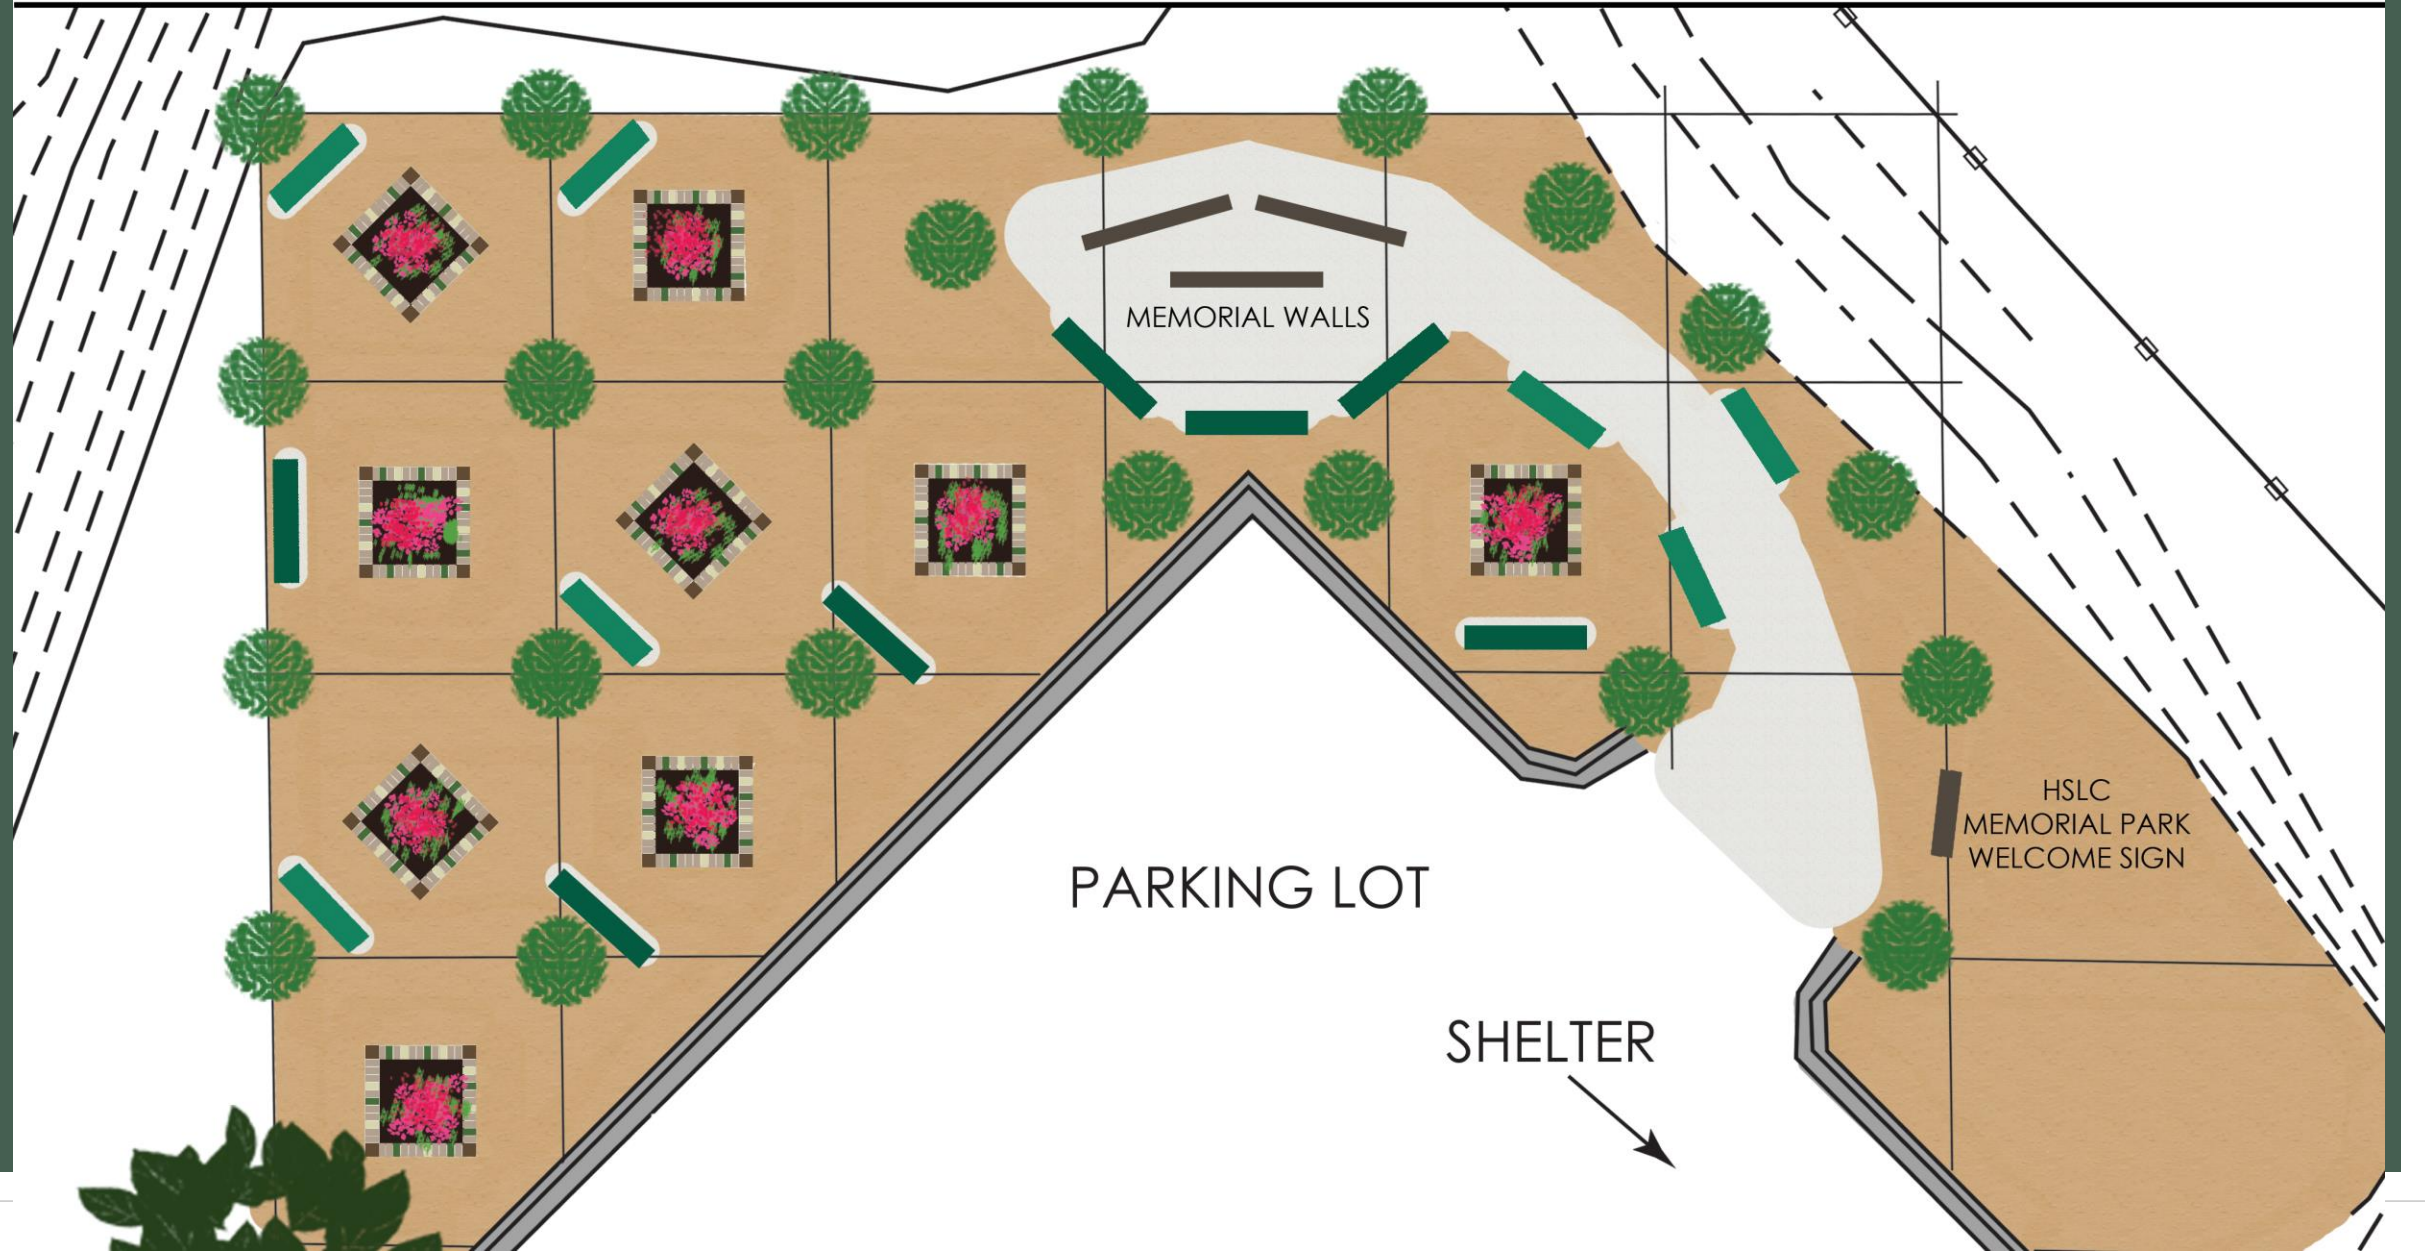 MEMORIAL WALLS
HSLC
MEMORIAL PARK
WELCOME SIGN
PARKING LOT
SHELTER